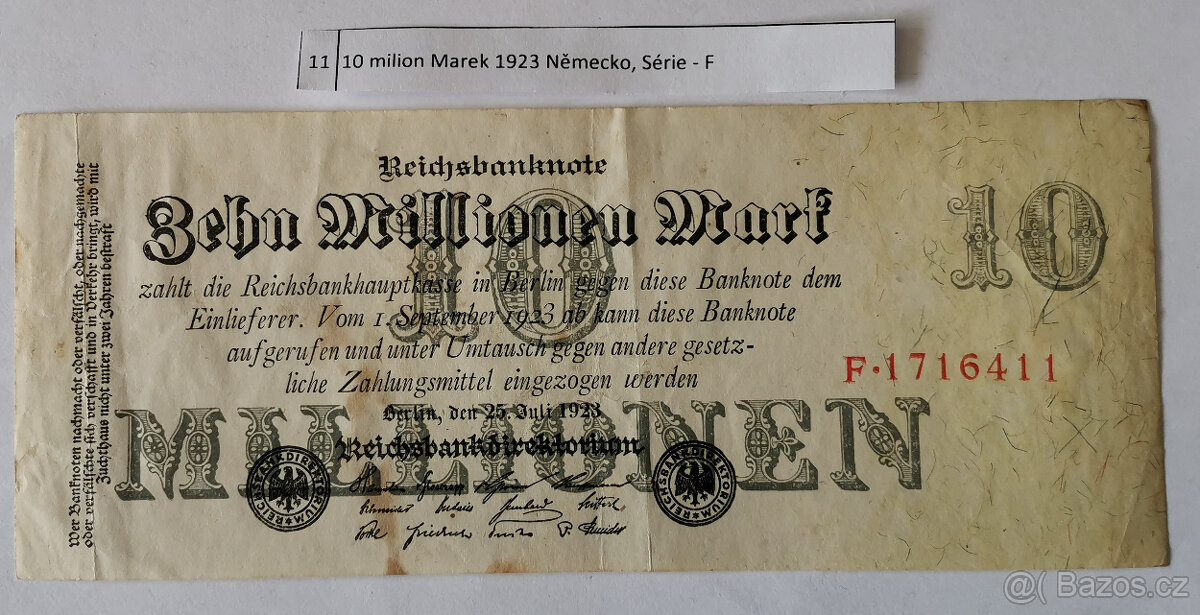 11 10 milion Marek 1923 Německo, Série - F
Reichsbanknote
Zehn Millionen Mark
10
10
zahlt die Reichsbankhauptkasse in Berlin gegen diese Banknote dem
Einlieferer. Vom 1. September 1923 ab kann diese Banknote
aufgerufen und unter Umtausch gegen andere gesetz-
liche Zahlungsmittel eingezogen werden
F·1716411
Berlin, den 25. Juli 1923
MILLIONEN
Reichsbankdirektorium
REICHSBANKDIREKTORIUM
REICHSBANKDIREKTORIUM
Wer Banknoten nachmacht oder verfälscht, oder nachgemachte
oder verfälschte sich verschafft und in Verkehr bringt, wird mit
Zuchthaus nicht unter zwei Jahren bestraft
@( Bazos.cz